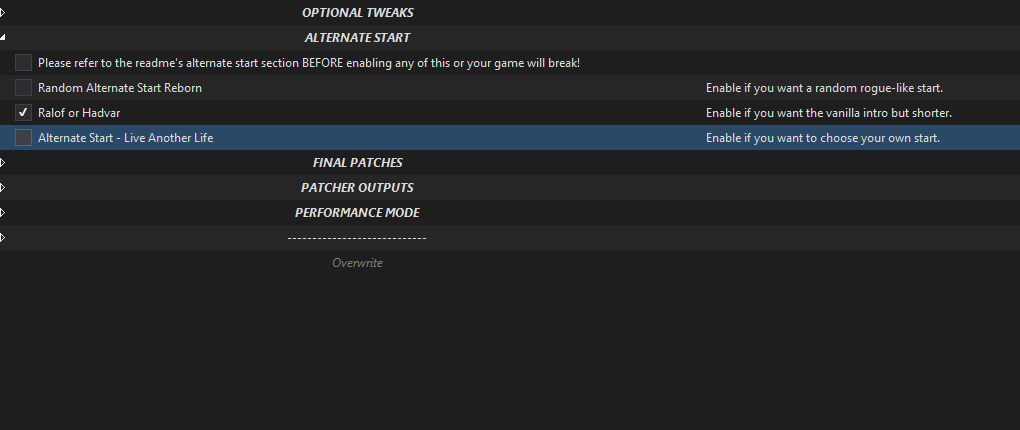 OPTIONAL TWEAKS
ALTERNATE START
Please refer to the readme's alternate start section BEFORE enabling any of this or your game will break!
Random Alternate Start Reborn Enable if you want a random rogue-like start.
Ralof or Hadvar Enable if you want the vanilla intro but shorter.
Alternate Start - Live Another Life Enable if you want to choose your own start.
FINAL PATCHES
PATCHER OUTPUTS
PERFORMANCE MODE
----------------------------
Overwrite